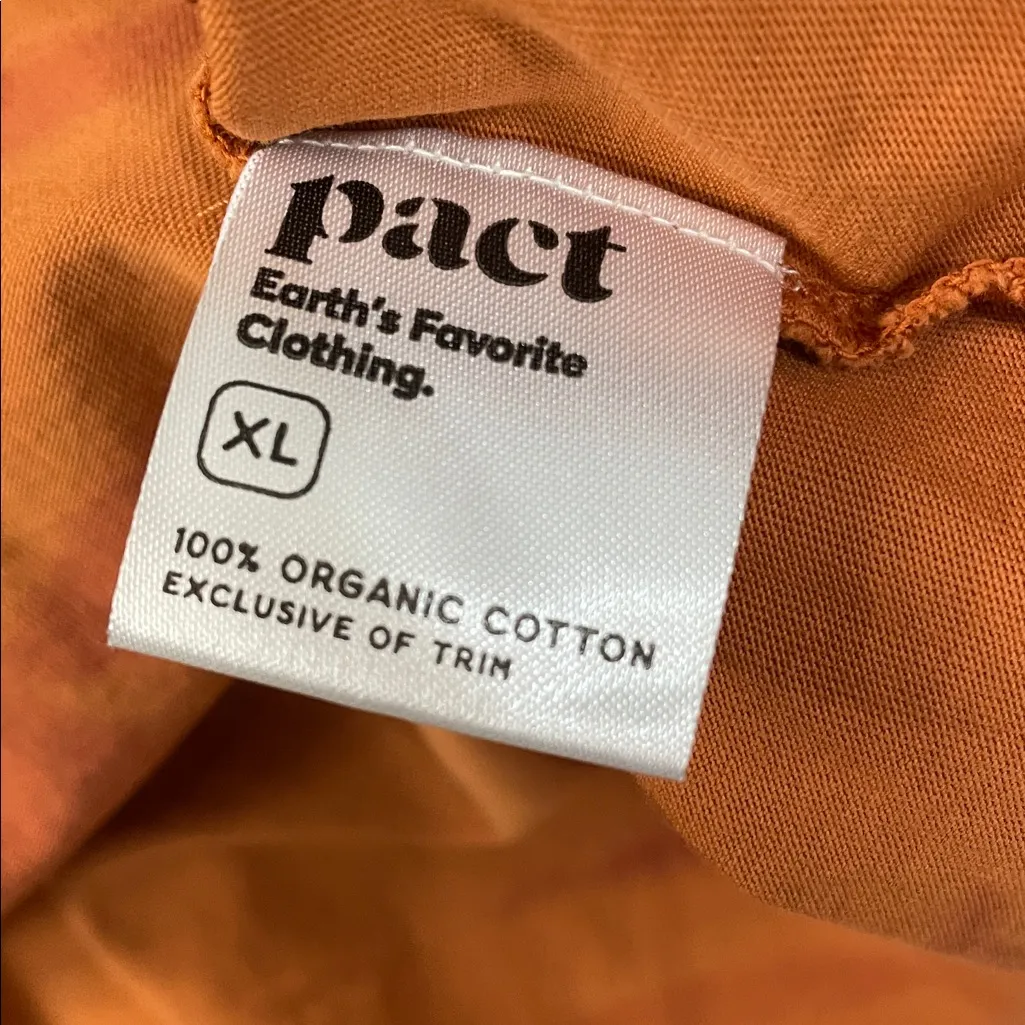 pact
Earth's Favorite
Clothing.
XL
100% ORGANIC COTTON
EXCLUSIVE OF TRIM